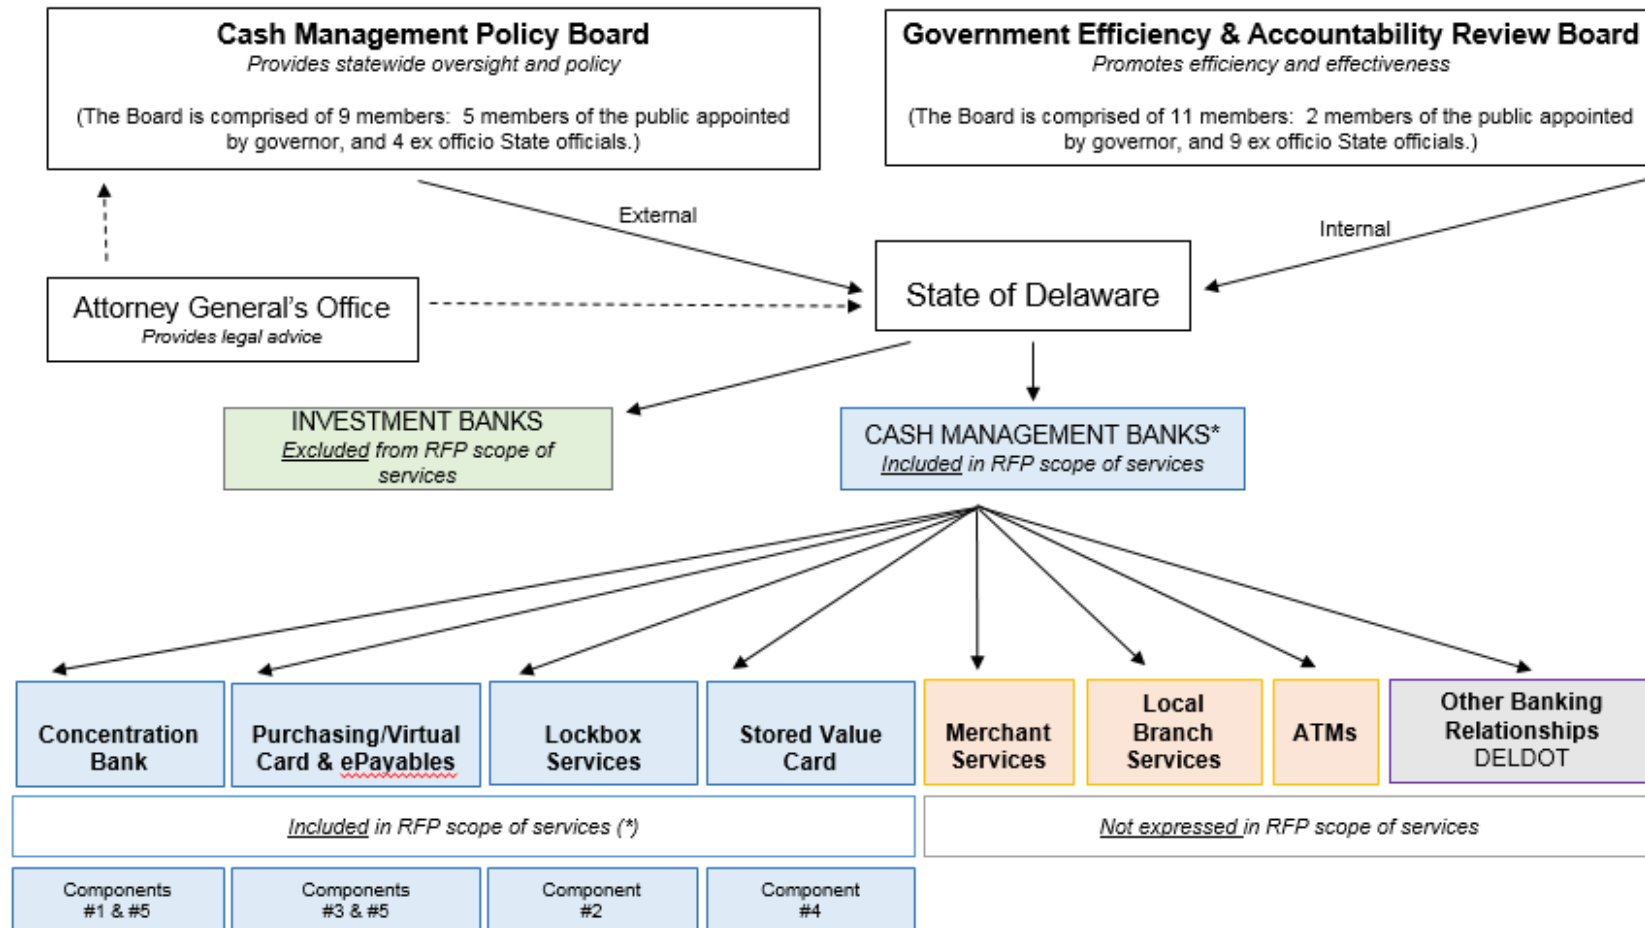 Cash Management Policy Board
Provides statewide oversight and policy
(The Board is comprised of 9 members:  5 members of the public appointed
by governor, and 4 ex officio State officials.)
Government Efficiency & Accountability Review Board
Promotes efficiency and effectiveness
(The Board is comprised of 11 members:  2 members of the public appointed
by governor, and 9 ex officio State officials.)
External
Internal
Attorney General's Office
Provides legal advice
State of Delaware
INVESTMENT BANKS
Excluded from RFP scope of
services
CASH MANAGEMENT BANKS*
Included in RFP scope of services
Concentration
Bank
Purchasing/Virtual
Card & ePayables
Lockbox
Services
Stored Value
Card
Merchant
Services
Local
Branch
Services
ATMs
Other Banking
Relationships
DELDOT
Included in RFP scope of services (*)
Not expressed in RFP scope of services
Components
#1 & #5
Components
#3 & #5
Component
#2
Component
#4